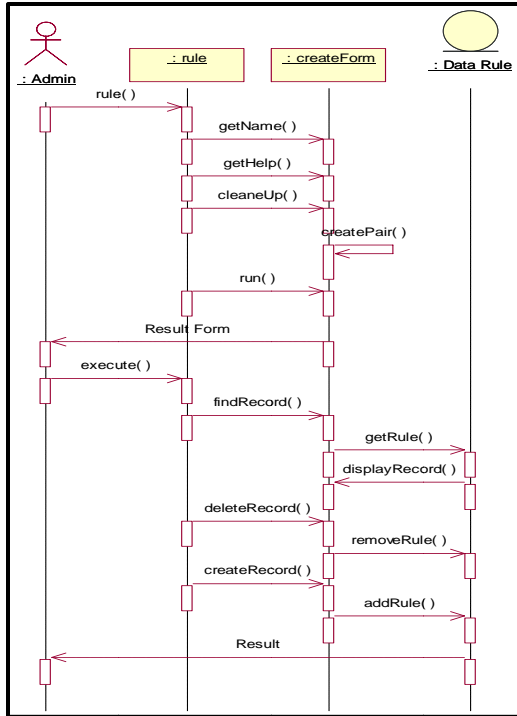 : Admin
: rule
: createForm
: Data Rule
rule( )
getName( )
getHelp( )
cleaneUp( )
createPair( )
run( )
Result Form
execute( )
findRecord( )
getRule( )
displayRecord( )
deleteRecord( )
removeRule( )
createRecord( )
addRule( )
Result